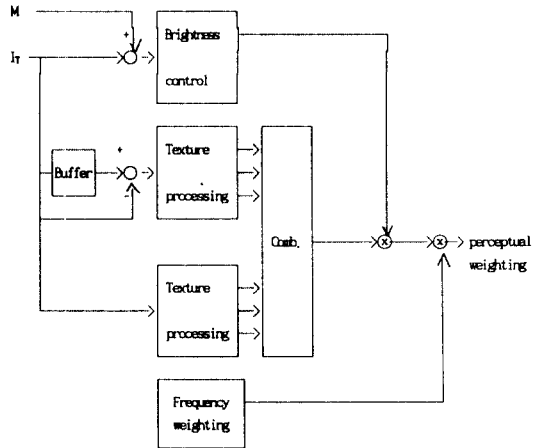 M
+
Brightness
control
I_T
+
Buffer
-
Texture
processing
Comb.
x
x
perceptual
weighting
Texture
processing
Frequency
weighting